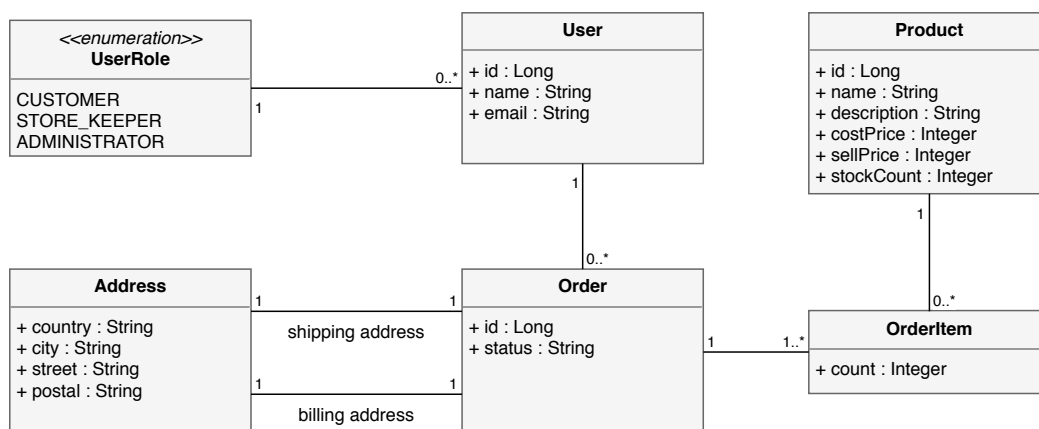 <<enumeration>>
UserRole
CUSTOMER
STORE_KEEPER
ADMINISTRATOR
1
0..*
User
+ id : Long
+ name : String
+ email : String
1
0..*
Product
+ id : Long
+ name : String
+ description : String
+ costPrice : Integer
+ sellPrice : Integer
+ stockCount : Integer
1
0..*
Address
+ country : String
+ city : String
+ street : String
+ postal : String
1
1
shipping address
1
1
billing address
Order
+ id : Long
+ status : String
1
1..*
OrderItem
+ count : Integer